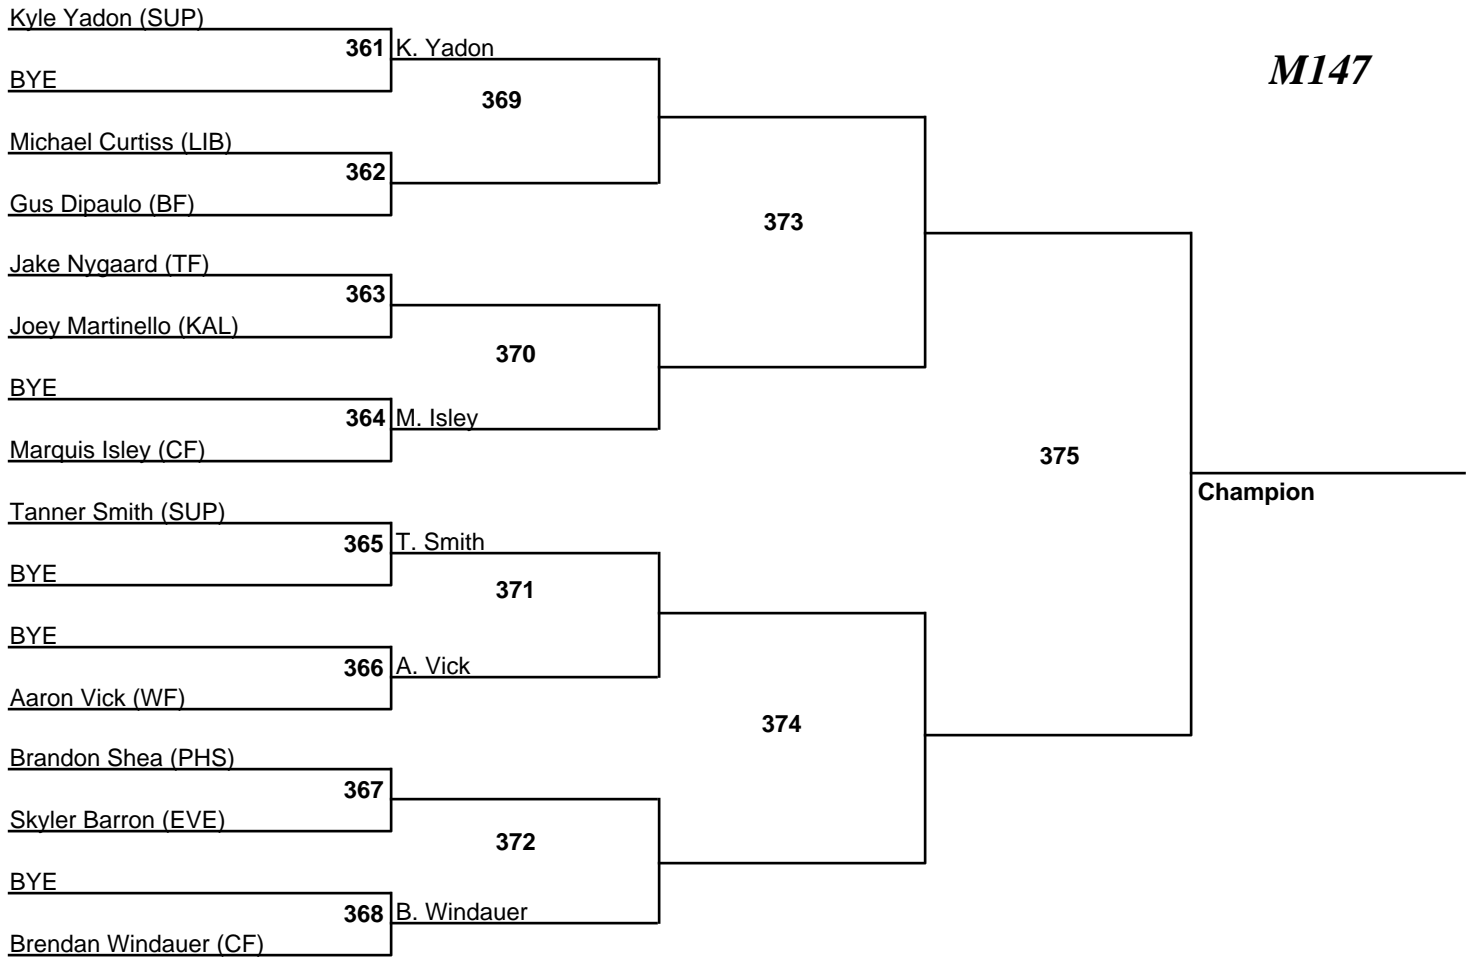 Kyle Yadon (SUP)
361 K. Yadon
M147
BYE
369
Michael Curtiss (LIB)
362
Gus Dipaulo (BF)
373
Jake Nygaard (TF)
363
Joey Martinello (KAL)
370
BYE
364 M. Isley
Marquis Isley (CF)
375
Champion
Tanner Smith (SUP)
365 T. Smith
BYE
371
BYE
366 A. Vick
Aaron Vick (WF)
374
Brandon Shea (PHS)
367
Skyler Barron (EVE)
372
BYE
368 B. Windauer
Brendan Windauer (CF)